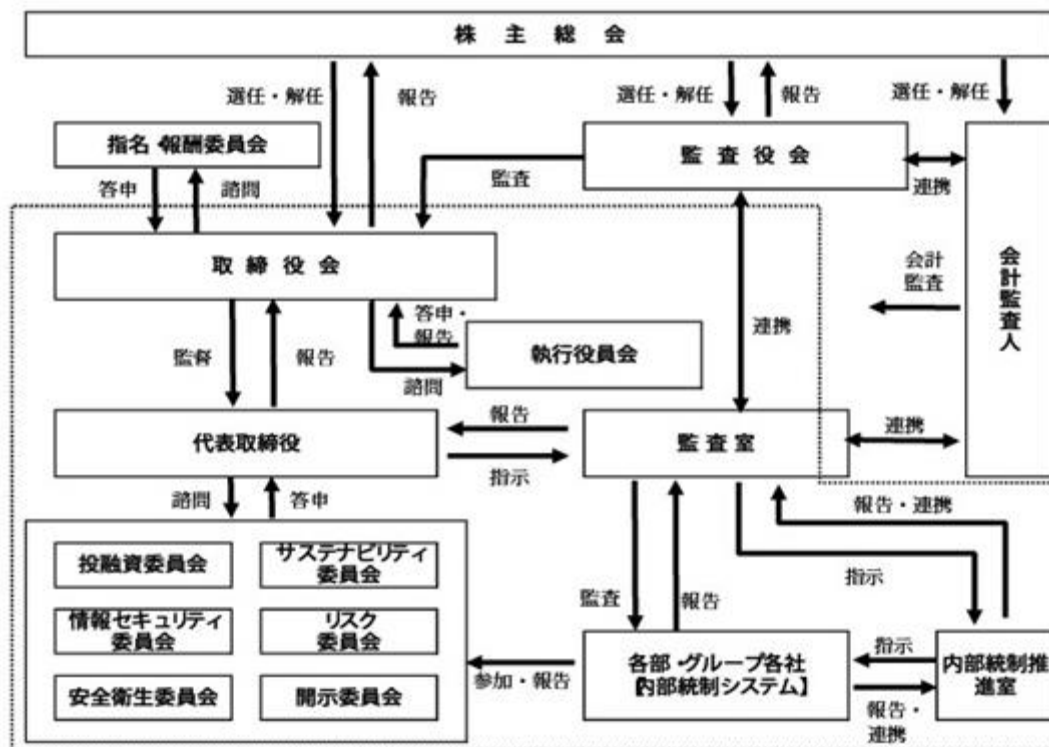 株主総会
選任・解任
報告
選任・解任
報告
選任・解任
指名・報酬委員会
監査役会
監査
連携
答申
諮問
取締役会
会計
監査
会計監査人
答申・
報告
執行役員会
連携
監督
報告
諮問
代表取締役
報告
指示
監査室
連携
諮問
答申
報告・連携
指示
投融資委員会
サステナビリティ
委員会
情報セキュリティ
委員会
リスク
委員会
安全衛生委員会
開示委員会
監査
報告
参加・報告
各部・グループ各社
【内部統制システム】
指示
報告・
連携
内部統制推
進室